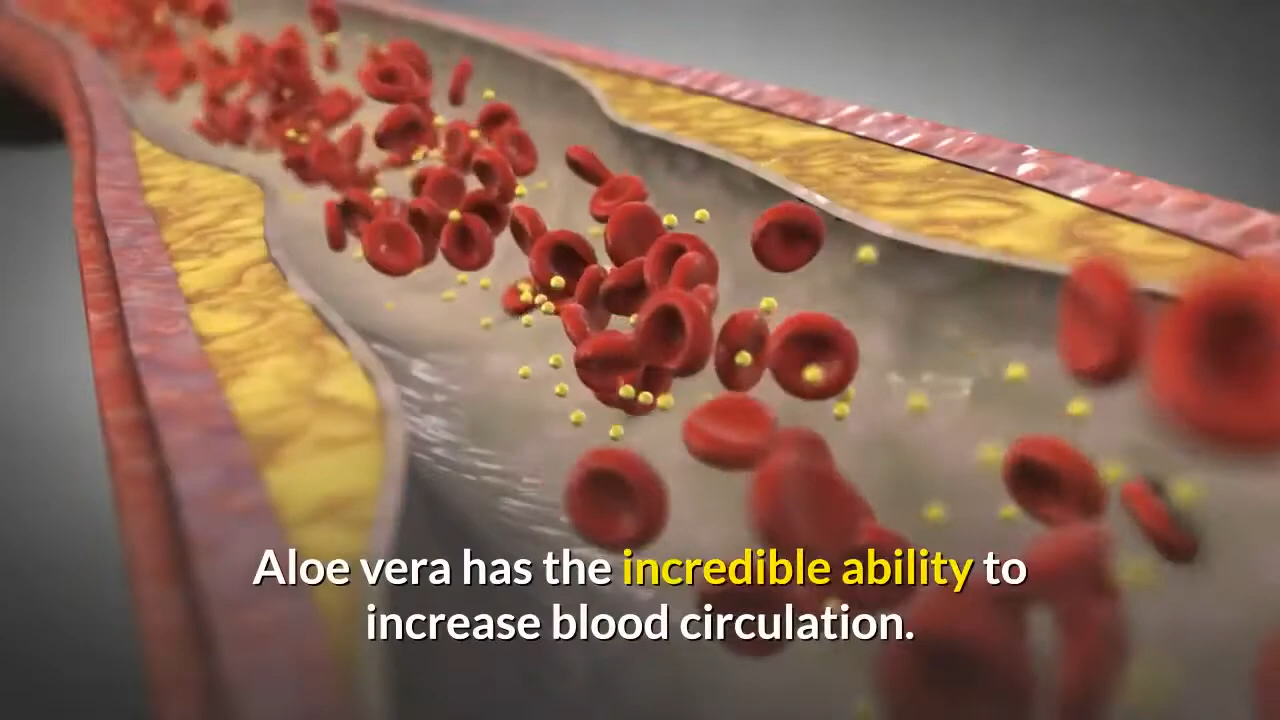 Aloe vera has the incredible ability to
increase blood circulation.